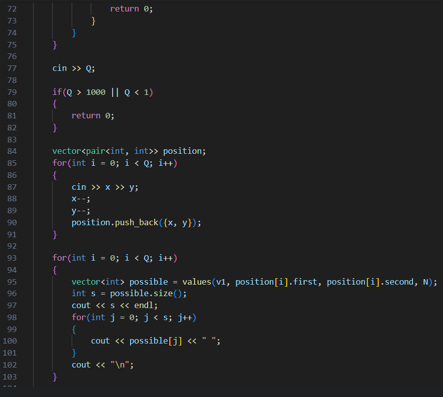 72                 return 0;
73             }
74         }
75     }
76
77     cin >> Q;
78
79     if(Q > 1000 || Q < 1)
80     {
81         return 0;
82     }
83
84     vector<pair<int, int>> position;
85     for(int i = 0; i < Q; i++)
86     {
87         cin >> x >> y;
88         x--;
89         y--;
90         position.push_back({x, y});
91     }
92
93     for(int i = 0; i < Q; i++)
94     {
95         vector<int> possible = values(v1, position[i].first, position[i].second, N);
96         int s = possible.size();
97         cout << s << endl;
98         for(int j = 0; j < s; j++)
99         {
100             cout << possible[j] << " ";
101         }
102         cout << "\n";
103     }